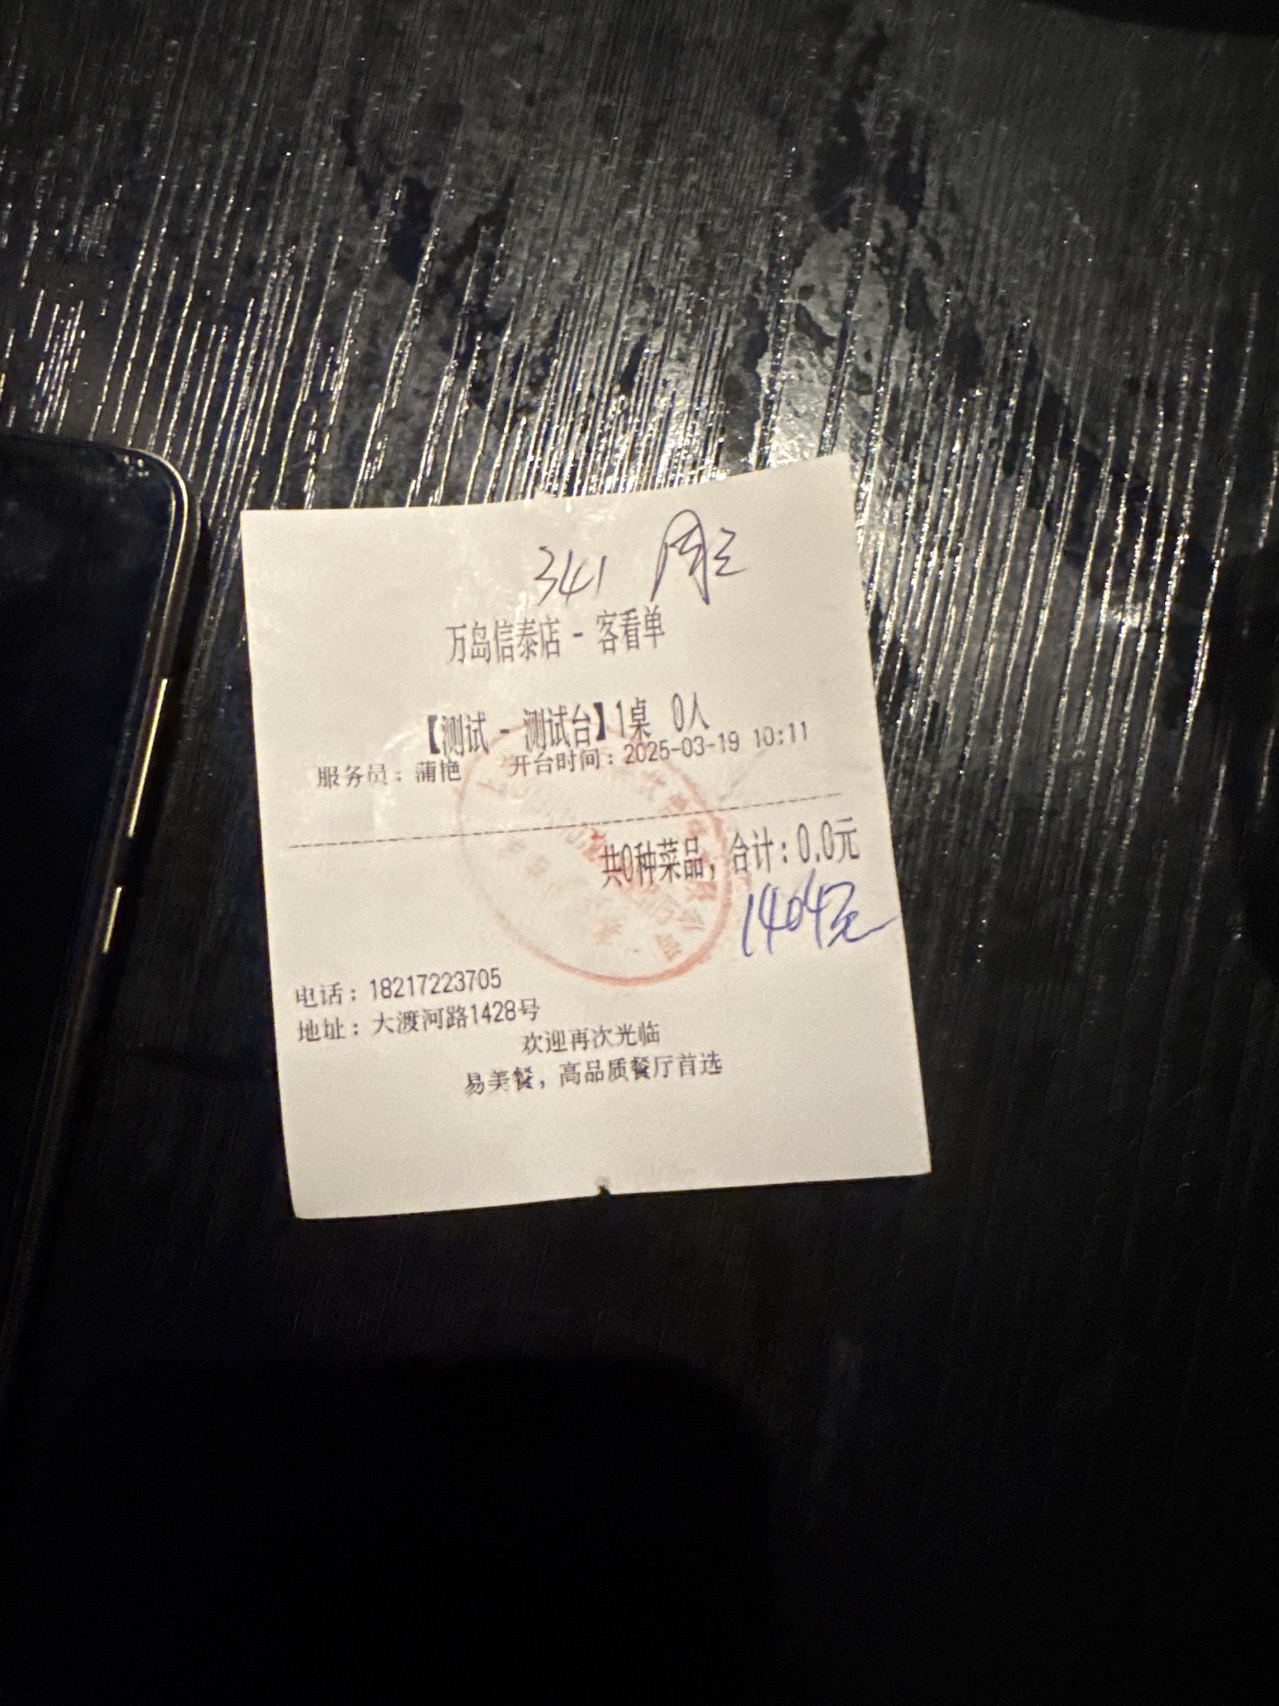 341 周三
万岛信泰店 - 客看单
【测试 - 测试台】1桌 0人
服务员：蒲艳 开台时间：2025-03-19 10:11
共0种菜品，合计：0.0元
1404元
电话：18217223705
地址：大渡河路1428号
欢迎再次光临
易美餐，高品质餐厅首选